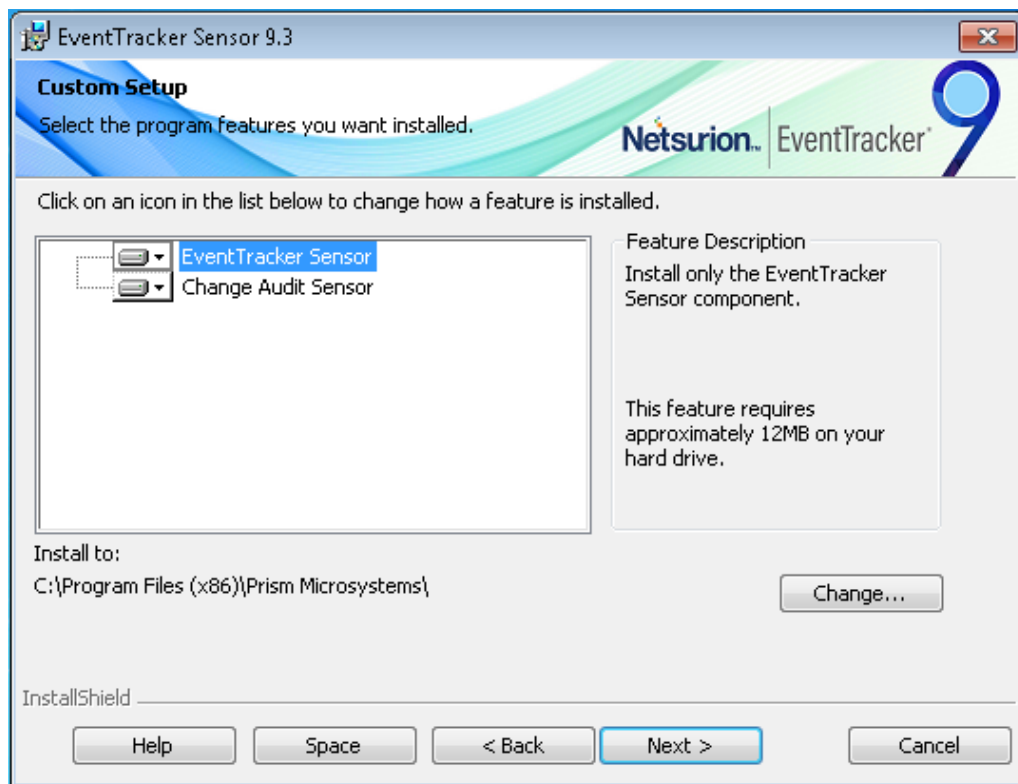 EventTracker Sensor 9.3
Custom Setup
Select the program features you want installed.
Netsurion™ EventTracker® 9
Click on an icon in the list below to change how a feature is installed.
EventTracker Sensor
Change Audit Sensor
Feature Description
Install only the EventTracker
Sensor component.
This feature requires
approximately 12MB on your
hard drive.
Install to:
C:\Program Files (x86)\Prism Microsystems\
Change...
InstallShield
Help Space < Back Next > Cancel